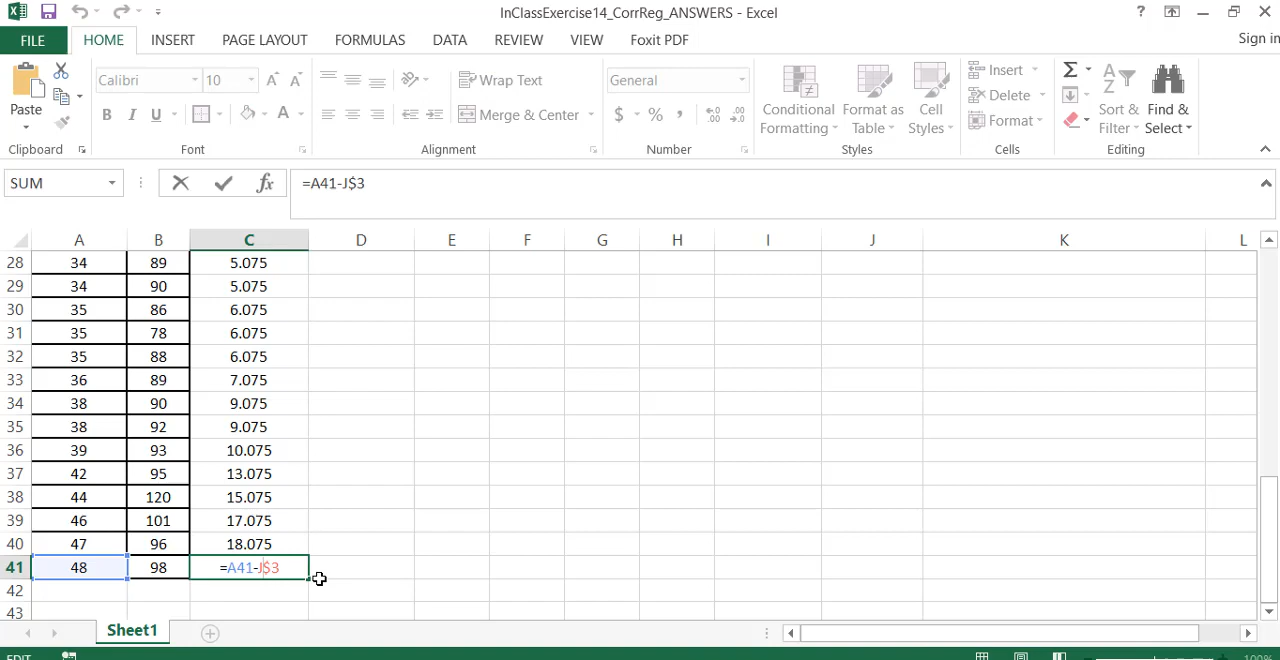 InClassExercise14_CorrReg_ANSWERS - Excel
?
FILE HOME INSERT PAGE LAYOUT FORMULAS DATA REVIEW VIEW Foxit PDF Sign in
Paste
Clipboard
Calibri 10 A A
B I U A
Font
Wrap Text
Merge & Center
Alignment
General
$ % , .0 .00
Number
Conditional Formatting
Format as Table
Cell Styles
Styles
Insert
Delete
Format
Cells
Σ
Sort & Filter
Find & Select
Editing
SUM fx =A41-J$3
A B C D E F G H I J K L
28 34 89 5.075
29 34 90 5.075
30 35 86 6.075
31 35 78 6.075
32 35 88 6.075
33 36 89 7.075
34 38 90 9.075
35 38 92 9.075
36 39 93 10.075
37 42 95 13.075
38 44 120 15.075
39 46 101 17.075
40 47 96 18.075
41 48 98 =A41-J$3
42
43
Sheet1
EDIT 100%